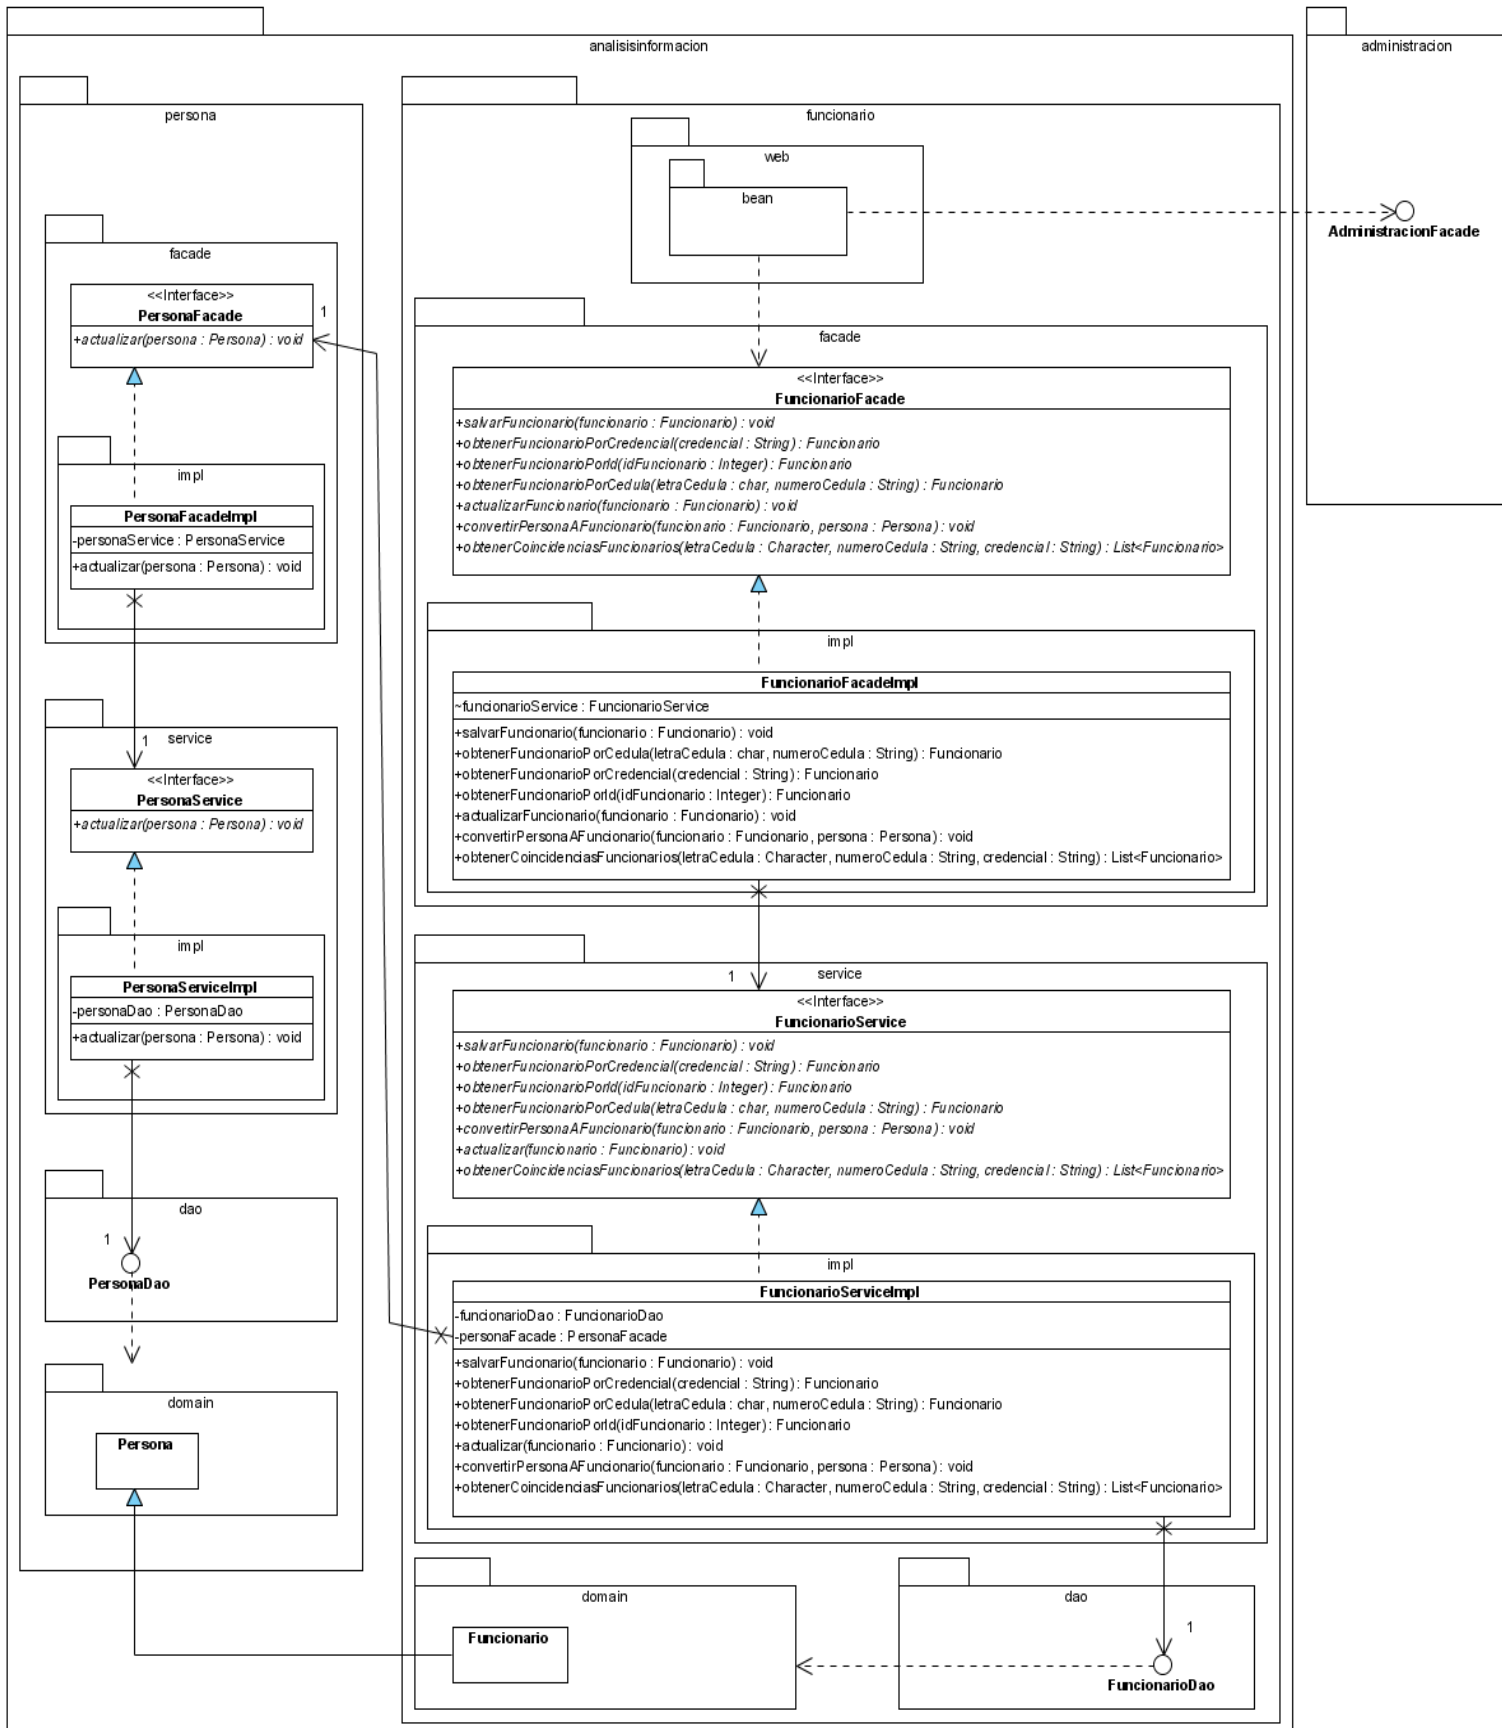 analisisinformacion
administracion
persona
funcionario
web
bean
AdministracionFacade
facade
<<Interface>>
PersonaFacade
1
+actualizar(persona : Persona) : void
impl
PersonaFacadeImpl
-personaService : PersonaService
+actualizar(persona : Persona) : void
1
service
<<Interface>>
PersonaService
+actualizar(persona : Persona) : void
impl
PersonaServiceImpl
-personaDao : PersonaDao
+actualizar(persona : Persona) : void
dao
1
PersonaDao
domain
Persona
facade
<<Interface>>
FuncionarioFacade
+salvarFuncionario(funcionario : Funcionario) : void
+obtenerFuncionarioPorCredencial(credencial : String) : Funcionario
+obtenerFuncionarioPorId(idFuncionario : Integer) : Funcionario
+obtenerFuncionarioPorCedula(letraCedula : char, numeroCedula : String) : Funcionario
+actualizarFuncionario(funcionario : Funcionario) : void
+convertirPersonaAFuncionario(funcionario : Funcionario, persona : Persona) : void
+obtenerCoincidenciasFuncionarios(letraCedula : Character, numeroCedula : String, credencial : String) : List<Funcionario>
impl
FuncionarioFacadeImpl
~funcionarioService : FuncionarioService
+salvarFuncionario(funcionario : Funcionario) : void
+obtenerFuncionarioPorCedula(letraCedula : char, numeroCedula : String) : Funcionario
+obtenerFuncionarioPorCredencial(credencial : String) : Funcionario
+obtenerFuncionarioPorId(idFuncionario : Integer) : Funcionario
+actualizarFuncionario(funcionario : Funcionario) : void
+convertirPersonaAFuncionario(funcionario : Funcionario, persona : Persona) : void
+obtenerCoincidenciasFuncionarios(letraCedula : Character, numeroCedula : String, credencial : String) : List<Funcionario>
1
service
<<Interface>>
FuncionarioService
+salvarFuncionario(funcionario : Funcionario) : void
+obtenerFuncionarioPorCredencial(credencial : String) : Funcionario
+obtenerFuncionarioPorId(idFuncionario : Integer) : Funcionario
+obtenerFuncionarioPorCedula(letraCedula : char, numeroCedula : String) : Funcionario
+convertirPersonaAFuncionario(funcionario : Funcionario, persona : Persona) : void
+actualizar(funcionario : Funcionario) : void
+obtenerCoincidenciasFuncionarios(letraCedula : Character, numeroCedula : String, credencial : String) : List<Funcionario>
impl
FuncionarioServiceImpl
-funcionarioDao : FuncionarioDao
-personaFacade : PersonaFacade
+salvarFuncionario(funcionario : Funcionario) : void
+obtenerFuncionarioPorCredencial(credencial : String) : Funcionario
+obtenerFuncionarioPorCedula(letraCedula : char, numeroCedula : String) : Funcionario
+obtenerFuncionarioPorId(idFuncionario : Integer) : Funcionario
+actualizar(funcionario : Funcionario) : void
+convertirPersonaAFuncionario(funcionario : Funcionario, persona : Persona) : void
+obtenerCoincidenciasFuncionarios(letraCedula : Character, numeroCedula : String, credencial : String) : List<Funcionario>
domain
Funcionario
dao
1
FuncionarioDao